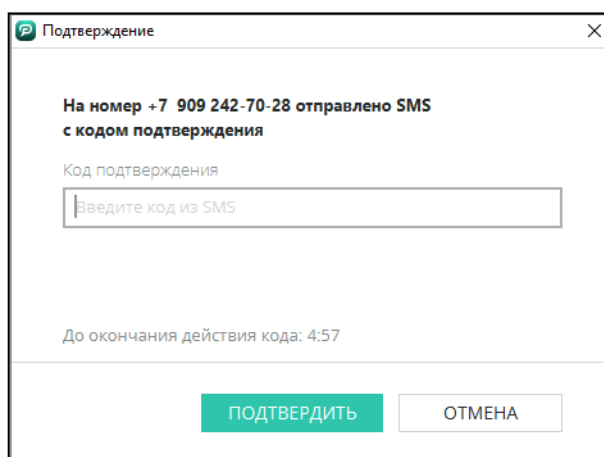 Подтверждение
На номер +7 909 242-70-28 отправлено SMS
с кодом подтверждения
Код подтверждения
Введите код из SMS
До окончания действия кода: 4:57
ПОДТВЕРДИТЬ
ОТМЕНА